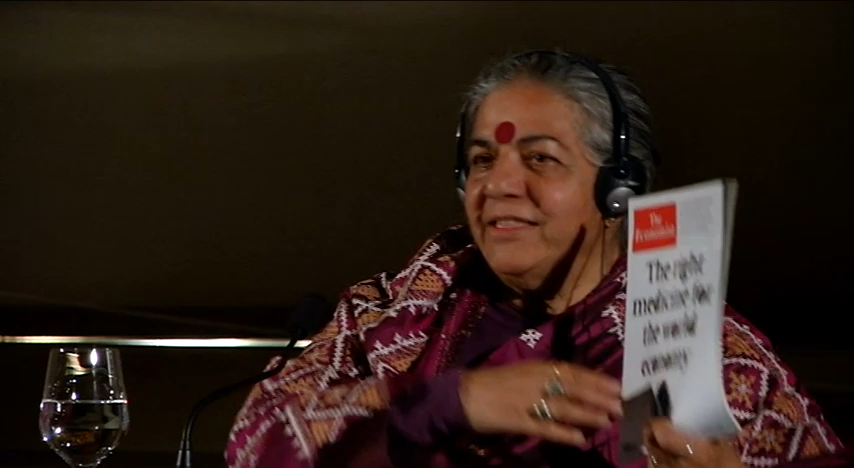 The
Economist
The right
medicine for
the world
economy